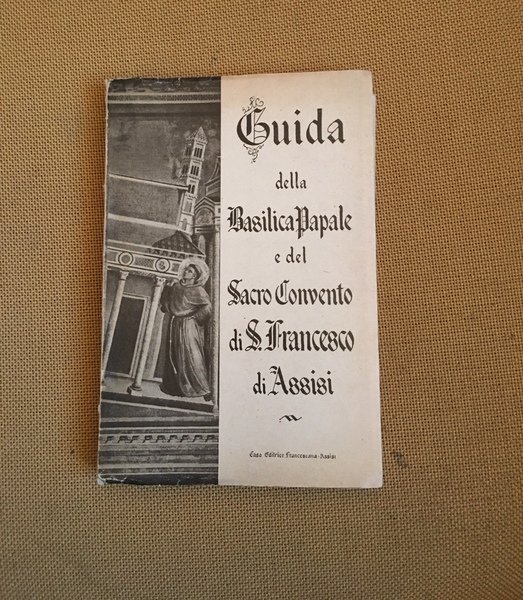 Guida
della
Basilica Papale
e del
Sacro Convento
di S. Francesco
di Assisi
Casa Editrice Francescana-Assisi